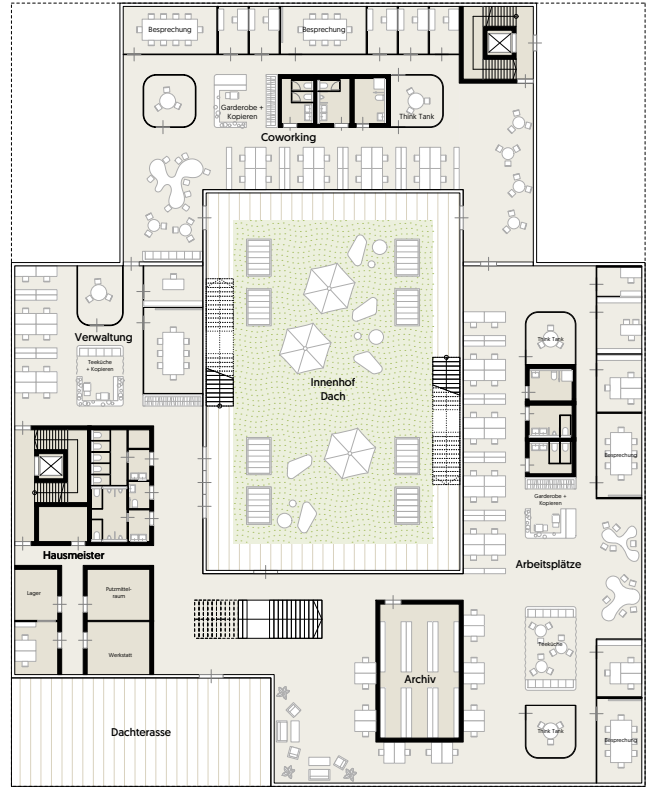 Besprechung
Besprechung
Garderobe +
Kopieren
Think Tank
Coworking
Verwaltung
Teeküche
+ Kopieren
Think Tank
Innenhof
Dach
Besprechung
Garderobe +
Kopieren
Hausmeister
Arbeitsplätze
Lager
Putzmittel-
raum
Teeküche
Werkstatt
Archiv
Dachterasse
Think Tank
Besprechung